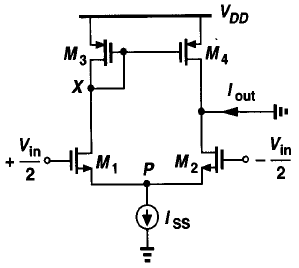 V_DD
M_3
M_4
X
I_out
+ V_in/2
M_1
P
M_2
− V_in/2
I_SS